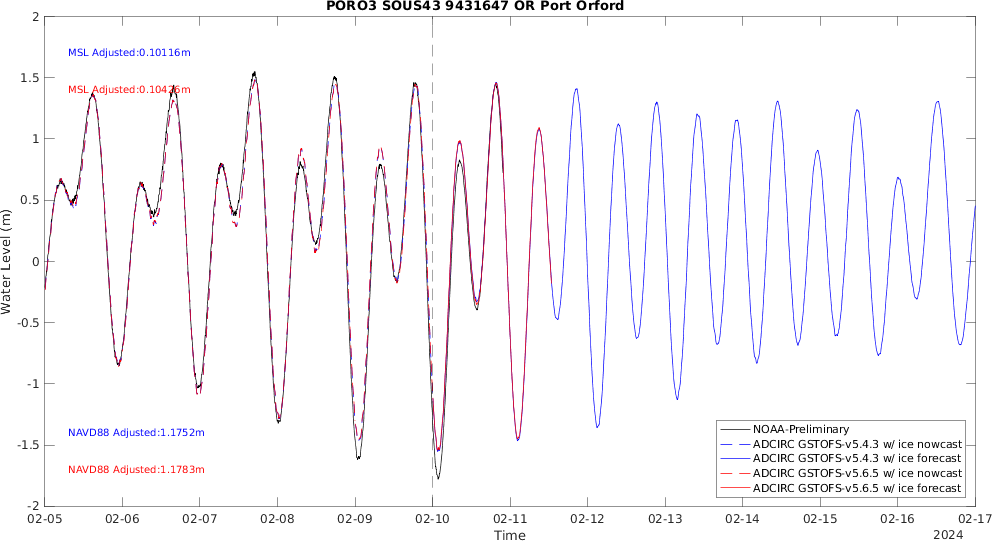 PORO3 SOUS43 9431647 OR Port Orford
Water Level (m)
2
1.5
1
0.5
0
-0.5
-1
-1.5
-2
MSL Adjusted:0.10116m
MSL Adjusted:0.10426m
NAVD88 Adjusted:1.1752m
NAVD88 Adjusted:1.1783m
NOAA-Preliminary
ADCIRC GSTOFS-v5.4.3 w/ ice nowcast
ADCIRC GSTOFS-v5.4.3 w/ ice forecast
ADCIRC GSTOFS-v5.6.5 w/ ice nowcast
ADCIRC GSTOFS-v5.6.5 w/ ice forecast
02-05 02-06 02-07 02-08 02-09 02-10 02-11 02-12 02-13 02-14 02-15 02-16 02-17
Time
2024